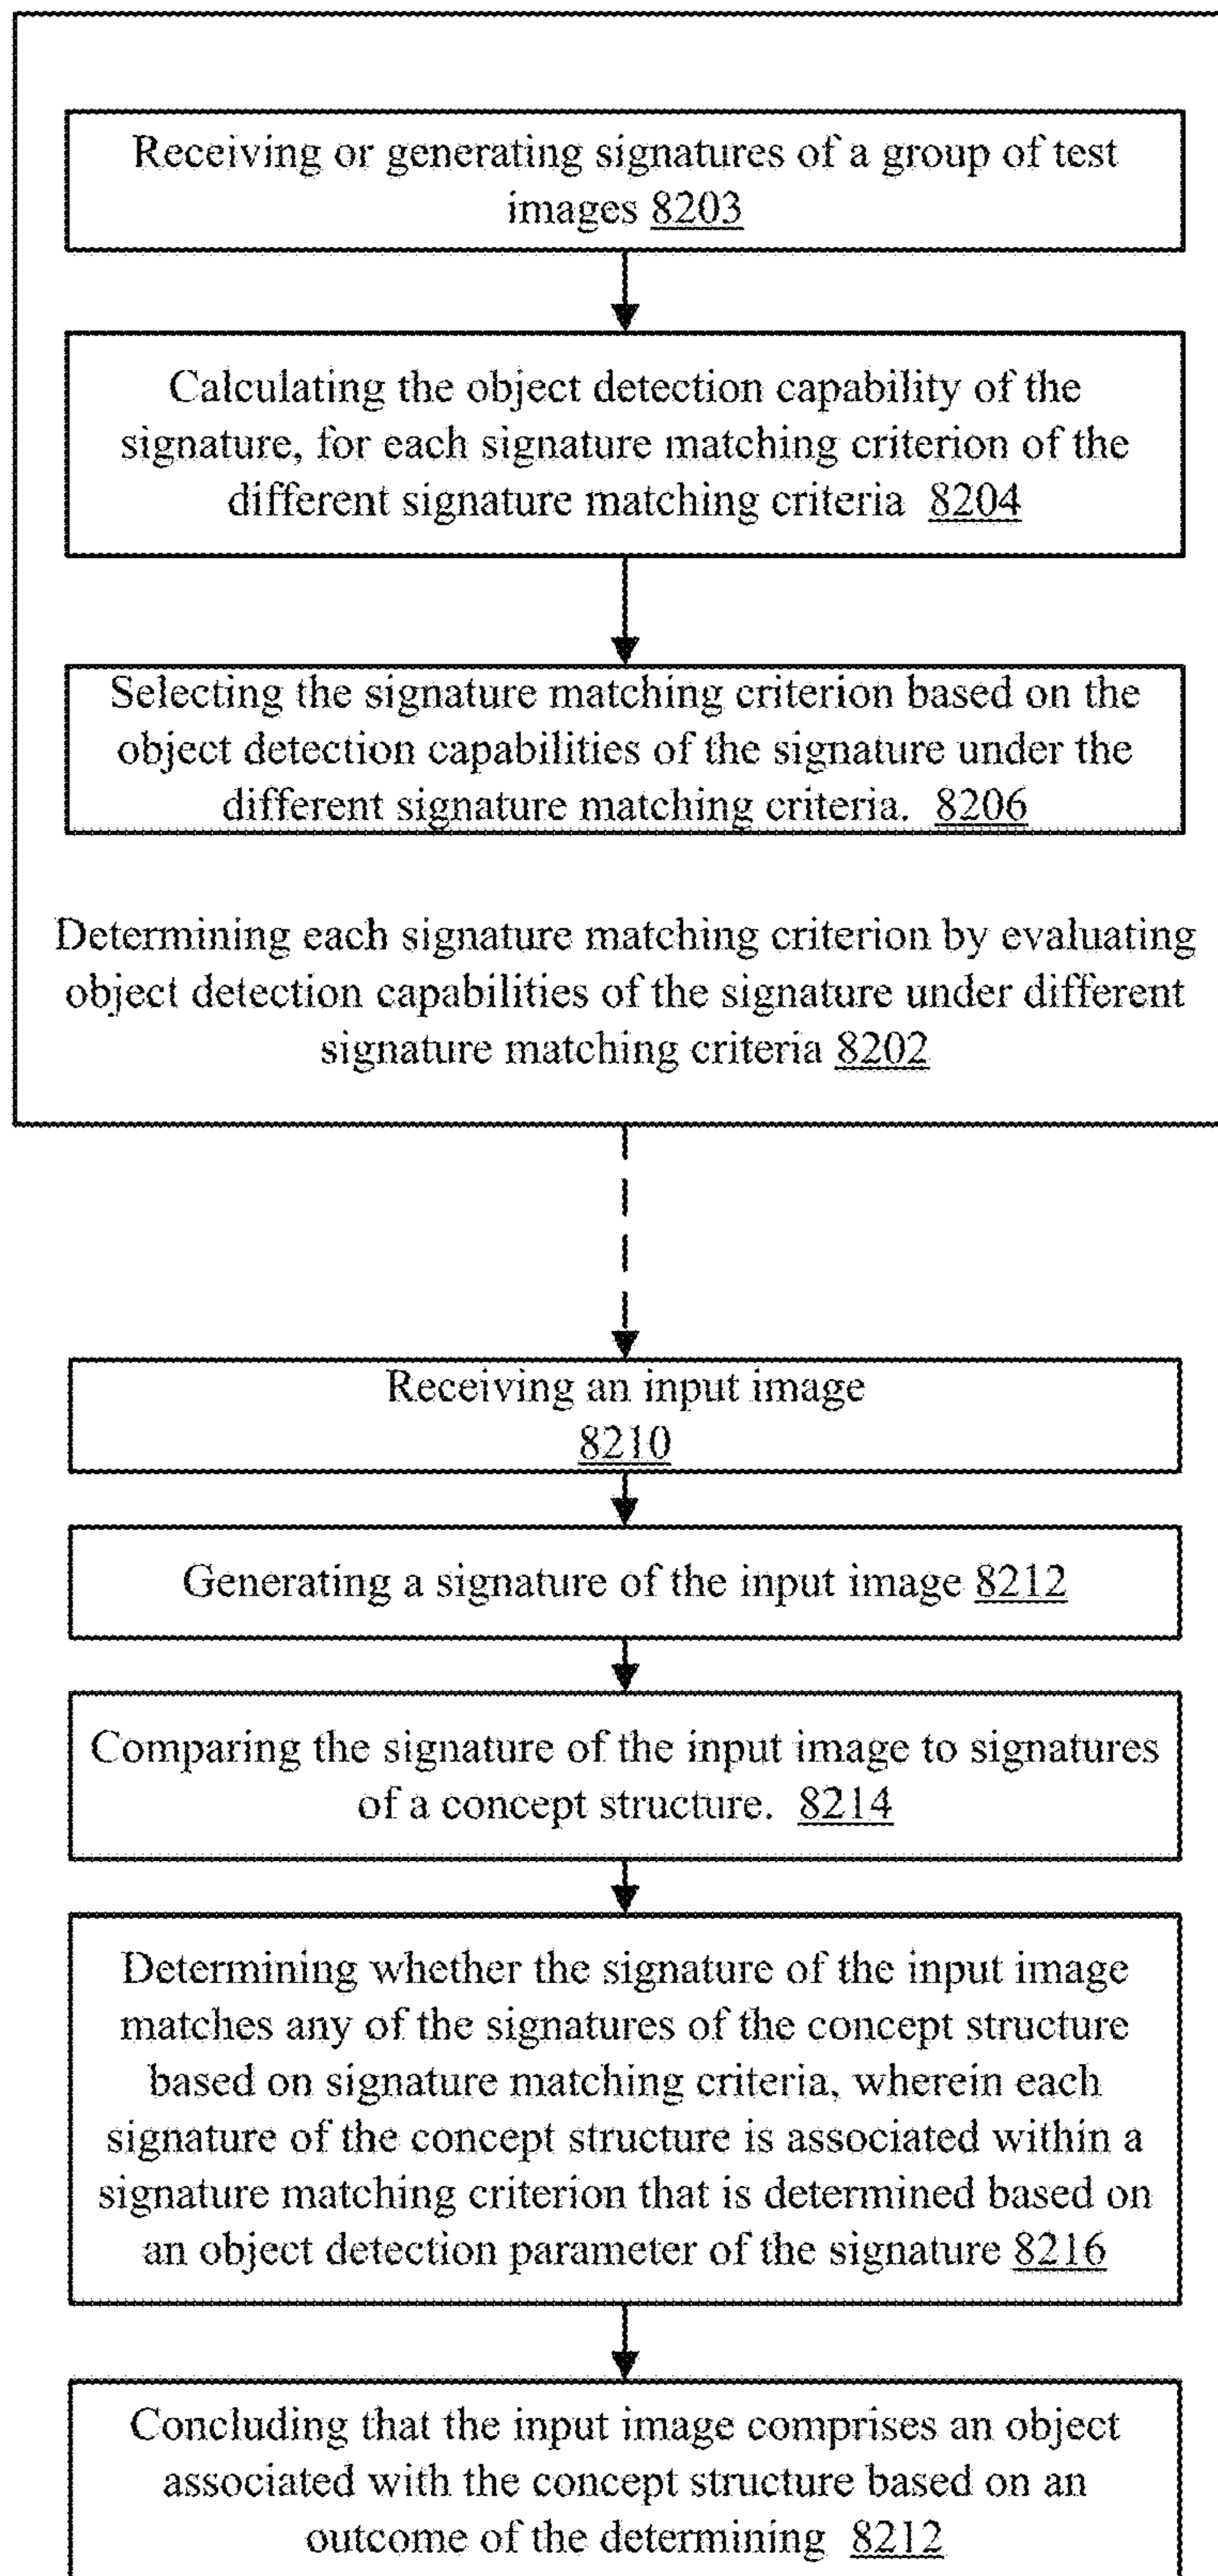 Receiving or generating signatures of a group of test
images 8203
Calculating the object detection capability of the
signature, for each signature matching criterion of the
different signature matching criteria 8204
Selecting the signature matching criterion based on the
object detection capabilities of the signature under the
different signature matching criteria. 8206
Determining each signature matching criterion by evaluating
object detection capabilities of the signature under different
signature matching criteria 8202
Receiving an input image
8210
Generating a signature of the input image 8212
Comparing the signature of the input image to signatures
of a concept structure. 8214
Determining whether the signature of the input image
matches any of the signatures of the concept structure
based on signature matching criteria, wherein each
signature of the concept structure is associated within a
signature matching criterion that is determined based on
an object detection parameter of the signature 8216
Concluding that the input image comprises an object
associated with the concept structure based on an
outcome of the determining 8212